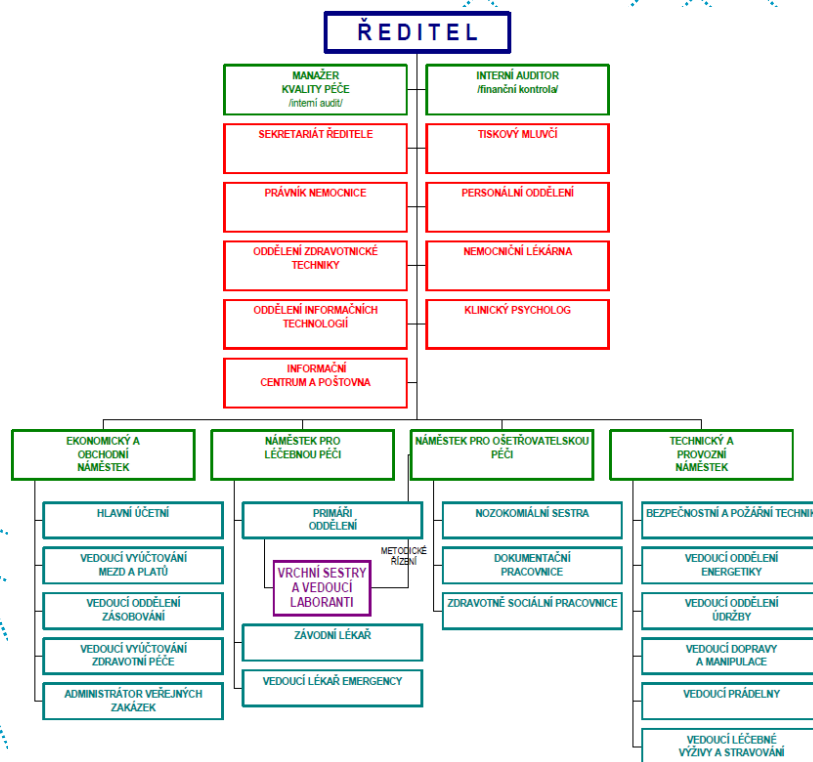 ŘEDITEL
MANAŽER
KVALITY PÉČE
/interní audit/
INTERNÍ AUDITOR
/finanční kontrola/
SEKRETARIÁT ŘEDITELE
TISKOVÝ MLUVČÍ
PRÁVNÍK NEMOCNICE
PERSONÁLNÍ ODDĚLENÍ
ODDĚLENÍ ZDRAVOTNICKÉ
TECHNIKY
NEMOCNIČNÍ LÉKÁRNA
ODDĚLENÍ INFORMAČNÍCH
TECHNOLOGIÍ
KLINICKÝ PSYCHOLOG
INFORMAČNÍ
CENTRUM A POŠTOVNA
EKONOMICKÝ A
OBCHODNÍ
NÁMĚSTEK
HLAVNÍ ÚČETNÍ
VEDOUCÍ VYÚČTOVÁNÍ
MEZD A PLATŮ
VEDOUCÍ ODDĚLENÍ
ZÁSOBOVÁNÍ
VEDOUCÍ VYÚČTOVÁNÍ
ZDRAVOTNÍ PÉČE
ADMINISTRÁTOR VEŘEJNÝCH
ZAKÁZEK
NÁMĚSTEK PRO
LÉČEBNOU PÉČI
PRIMÁŘI
ODDĚLENÍ
VRCHNÍ SESTRY
A VEDOUCÍ
LABORANTI
METODICKÉ
ŘÍZENÍ
ZÁVODNÍ LÉKAŘ
VEDOUCÍ LÉKAŘ EMERGENCY
NÁMĚSTEK PRO OŠETŘOVATELSKOU
PÉČI
NOZOKOMIÁLNÍ SESTRA
DOKUMENTAČNÍ
PRACOVNICE
ZDRAVOTNĚ SOCIÁLNÍ PRACOVNICE
TECHNICKÝ A
PROVOZNÍ
NÁMĚSTEK
BEZPEČNOSTNÍ A POŽÁŘNÍ TECHNIK
VEDOUCÍ ODDĚLENÍ
ENERGETIKY
VEDOUCÍ ODDĚLENÍ
ÚDRŽBY
VEDOUCÍ DOPRAVY
A MANIPULACE
VEDOUCÍ PRÁDELNY
VEDOUCÍ LÉČEBNÉ
VÝŽIVY A STRAVOVÁNÍ